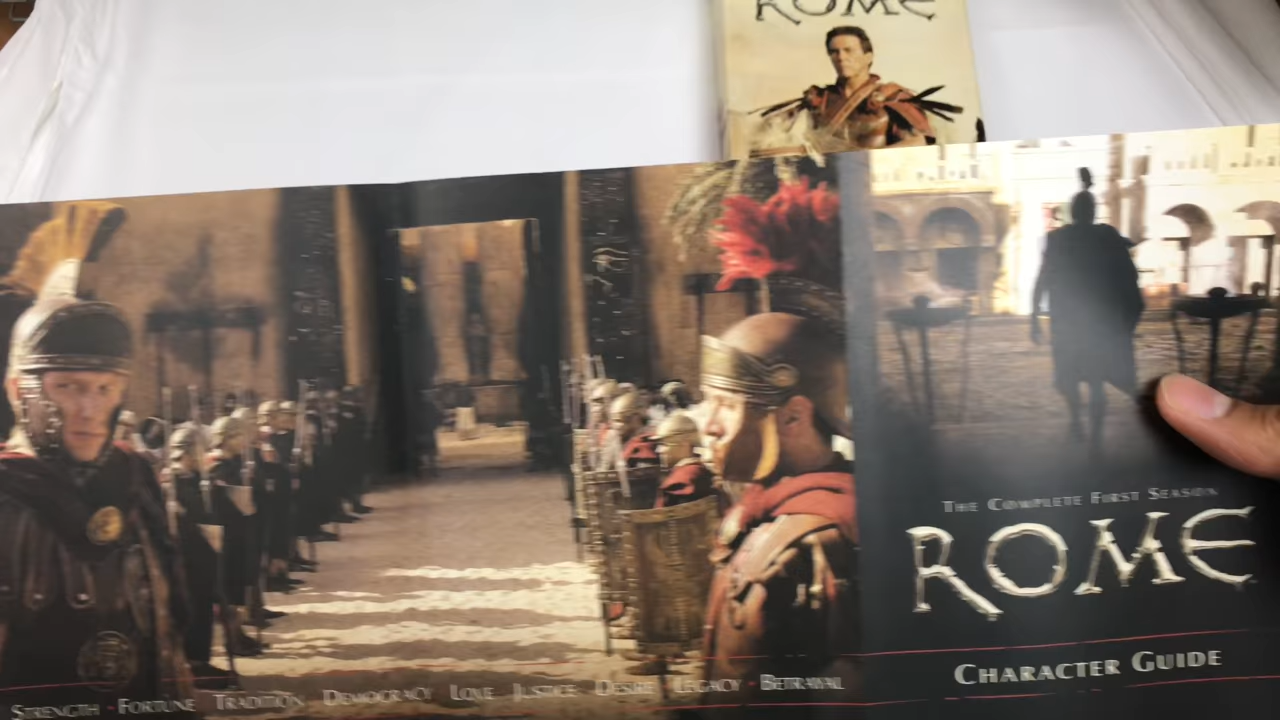 ROME
THE COMPLETE FIRST SEASON
ROME
CHARACTER GUIDE
STRENGTH • FORTUNE TRADITION DEMOCRACY LOVE JUSTICE DESIRE LEGACY • BETRAYAL